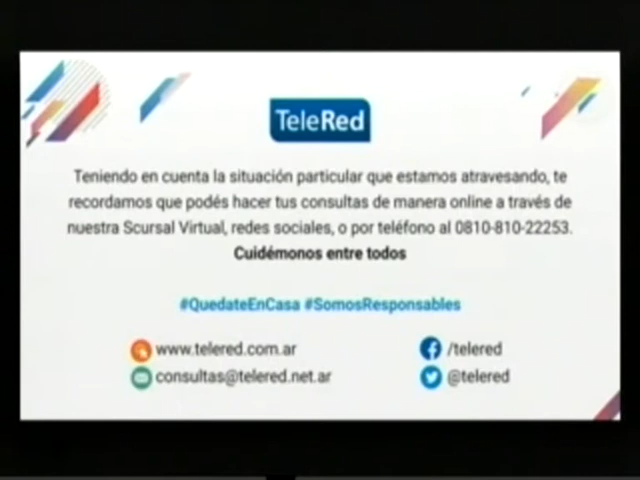 TeleRed
Teniendo en cuenta la situación particular que estamos atravesando, te
recordamos que podés hacer tus consultas de manera online a través de
nuestra Scursal Virtual, redes sociales, o por teléfono al 0810-810-22253.
Cuidémonos entre todos
#QuedateEnCasa #SomosResponsables
www.telered.com.ar
/telered
consultas@telered.net.ar
@telered